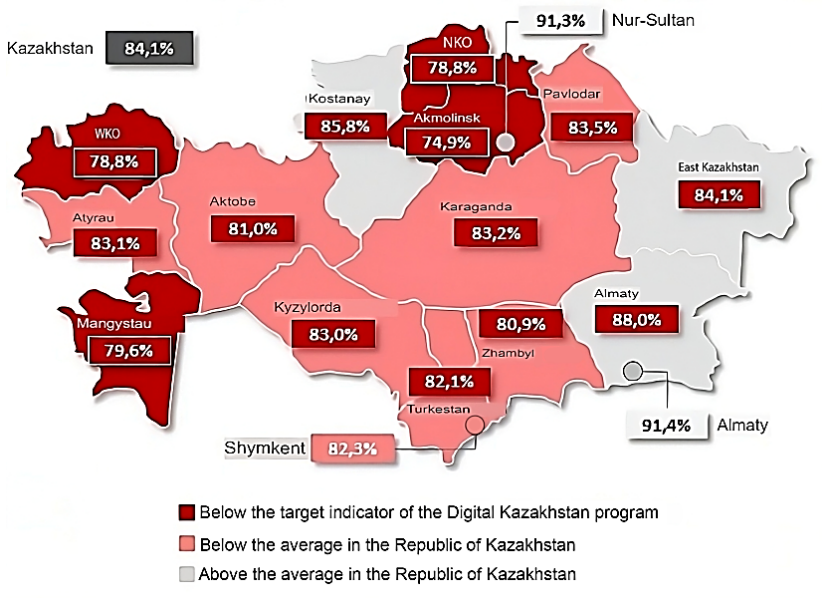 91,3% Nur-Sultan
Kazakhstan 84,1%
NKO
78,8%
Kostanay
85,8%
Akmolinsk
74,9%
Pavlodar
83,5%
WKO
78,8%
East Kazakhstan
84,1%
Aktobe
81,0%
Karaganda
83,2%
Atyrau
83,1%
Almaty
88,0%
Kyzylorda
83,0%
Mangystau
79,6%
80,9%
Zhambyl
82,1%
Turkestan
91,4% Almaty
Shymkent 82,3%
Below the target indicator of the Digital Kazakhstan program
Below the average in the Republic of Kazakhstan
Above the average in the Republic of Kazakhstan